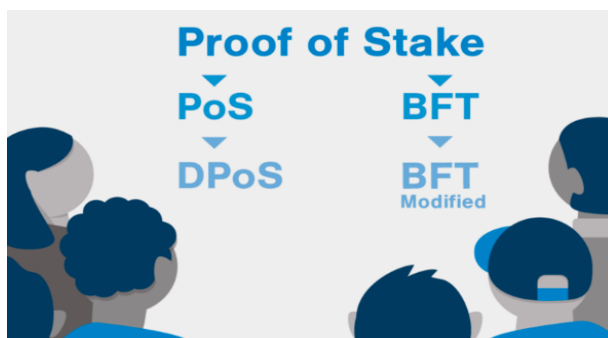 Proof of Stake
PoS
BFT
DPoS
BFT
Modified